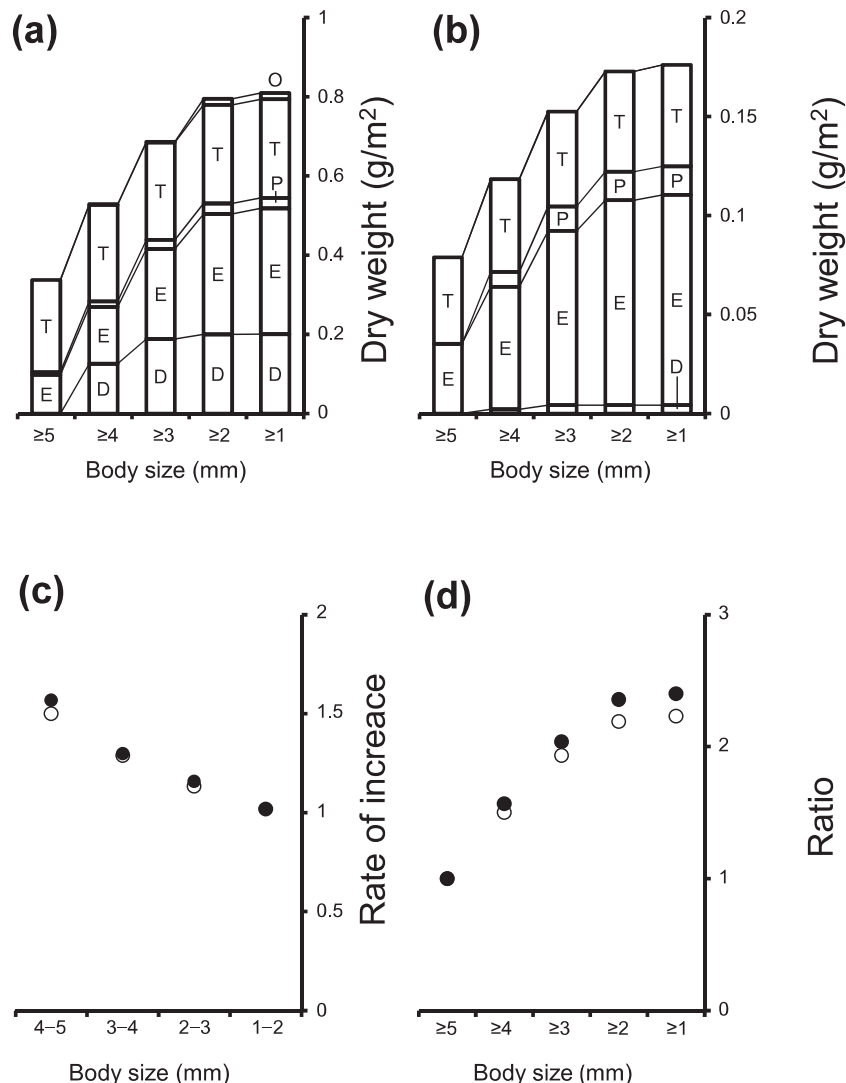 (a)
1
0.8
0.6
0.4
0.2
0
Dry weight (g/m²)
O
T
T
T
T
T
P
E
E
E
E
E
D
D
D
D
≥5 ≥4 ≥3 ≥2 ≥1
Body size (mm)
(b)
0.2
0.15
0.1
0.05
0
Dry weight (g/m²)
T
T
T
T
T
P
P
P
E
E
E
E
E
D
≥5 ≥4 ≥3 ≥2 ≥1
Body size (mm)
(c)
2
1.5
1
0.5
0
Rate of increace
4–5 3–4 2–3 1–2
Body size (mm)
(d)
3
2
1
0
Ratio
≥5 ≥4 ≥3 ≥2 ≥1
Body size (mm)